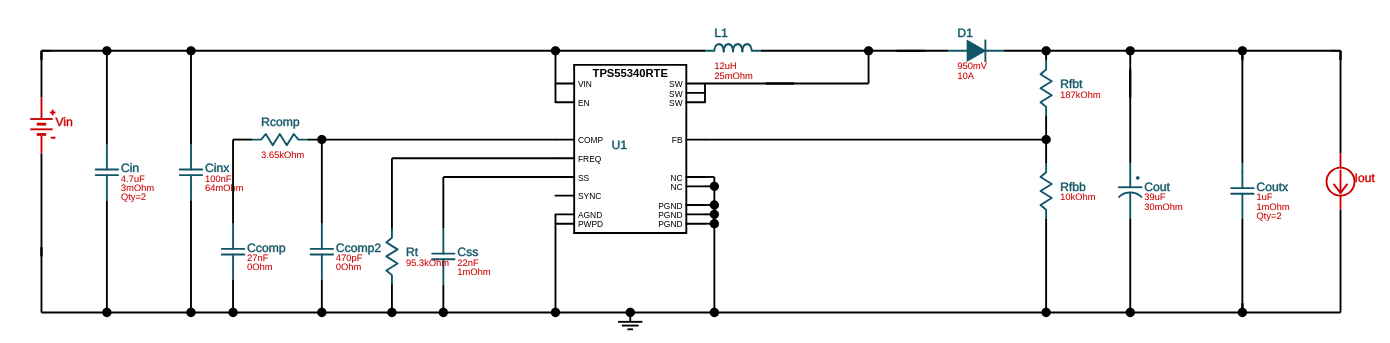 L1
12uH
25mOhm
D1
950mV
10A
TPS55340RTE
VIN
EN
COMP
FREQ
SS
SYNC
AGND
PWPD
U1
SW
SW
SW
FB
NC
NC
PGND
PGND
PGND
+
Vin
-
Cin
4.7uF
3mOhm
Qty=2
Cinx
100nF
64mOhm
Rcomp
3.65kOhm
Ccomp
27nF
0Ohm
Ccomp2
470pF
0Ohm
Rt
95.3kOhm
Css
22nF
1mOhm
Rfbt
187kOhm
Rfbb
10kOhm
Cout
39uF
30mOhm
Coutx
1uF
1mOhm
Qty=2
Iout